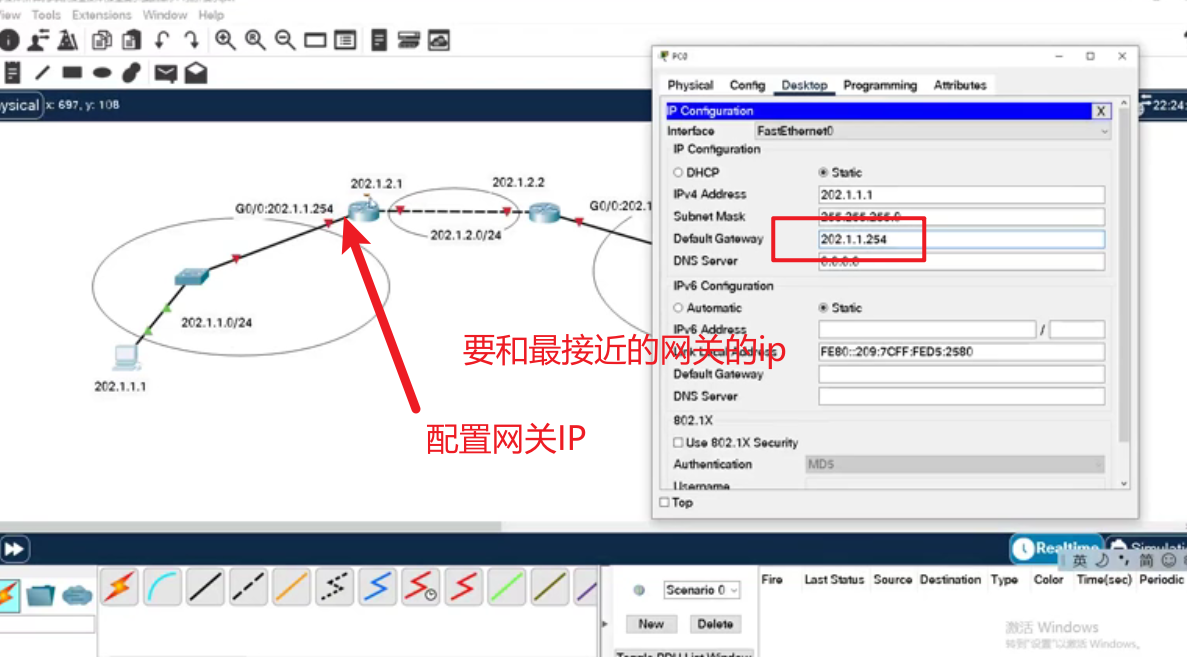 View Tools Extensions Window Help
ysical x: 697, y: 108
22:24:
202.1.2.1
202.1.2.2
G0/0:202.1.1.254
G0/0:202.1
202.1.2.0/24
202.1.1.0/24
202.1.1.1
配置网关IP
要和最接近的网关的ip
PC0
Physical Config Desktop Programming Attributes
IP Configuration X
Interface FastEthernet0
IP Configuration
DHCP Static
IPv4 Address 202.1.1.1
Subnet Mask 255.255.255.0
Default Gateway 202.1.1.254
DNS Server 0.0.0.0
IPv6 Configuration
Automatic Static
IPv6 Address /
Link Local Address FE80::209:7CFF:FED5:2580
Default Gateway
DNS Server
802.1X
Use 802.1X Security
Authentication MD5
Username
Top
Realtime Simulati
英 简
Scenario 0
New Delete
Toggle PDU List Window
Fire Last Status Source Destination Type Color Time(sec) Periodic
激活 Windows
转到"设置"以激活 Windows。